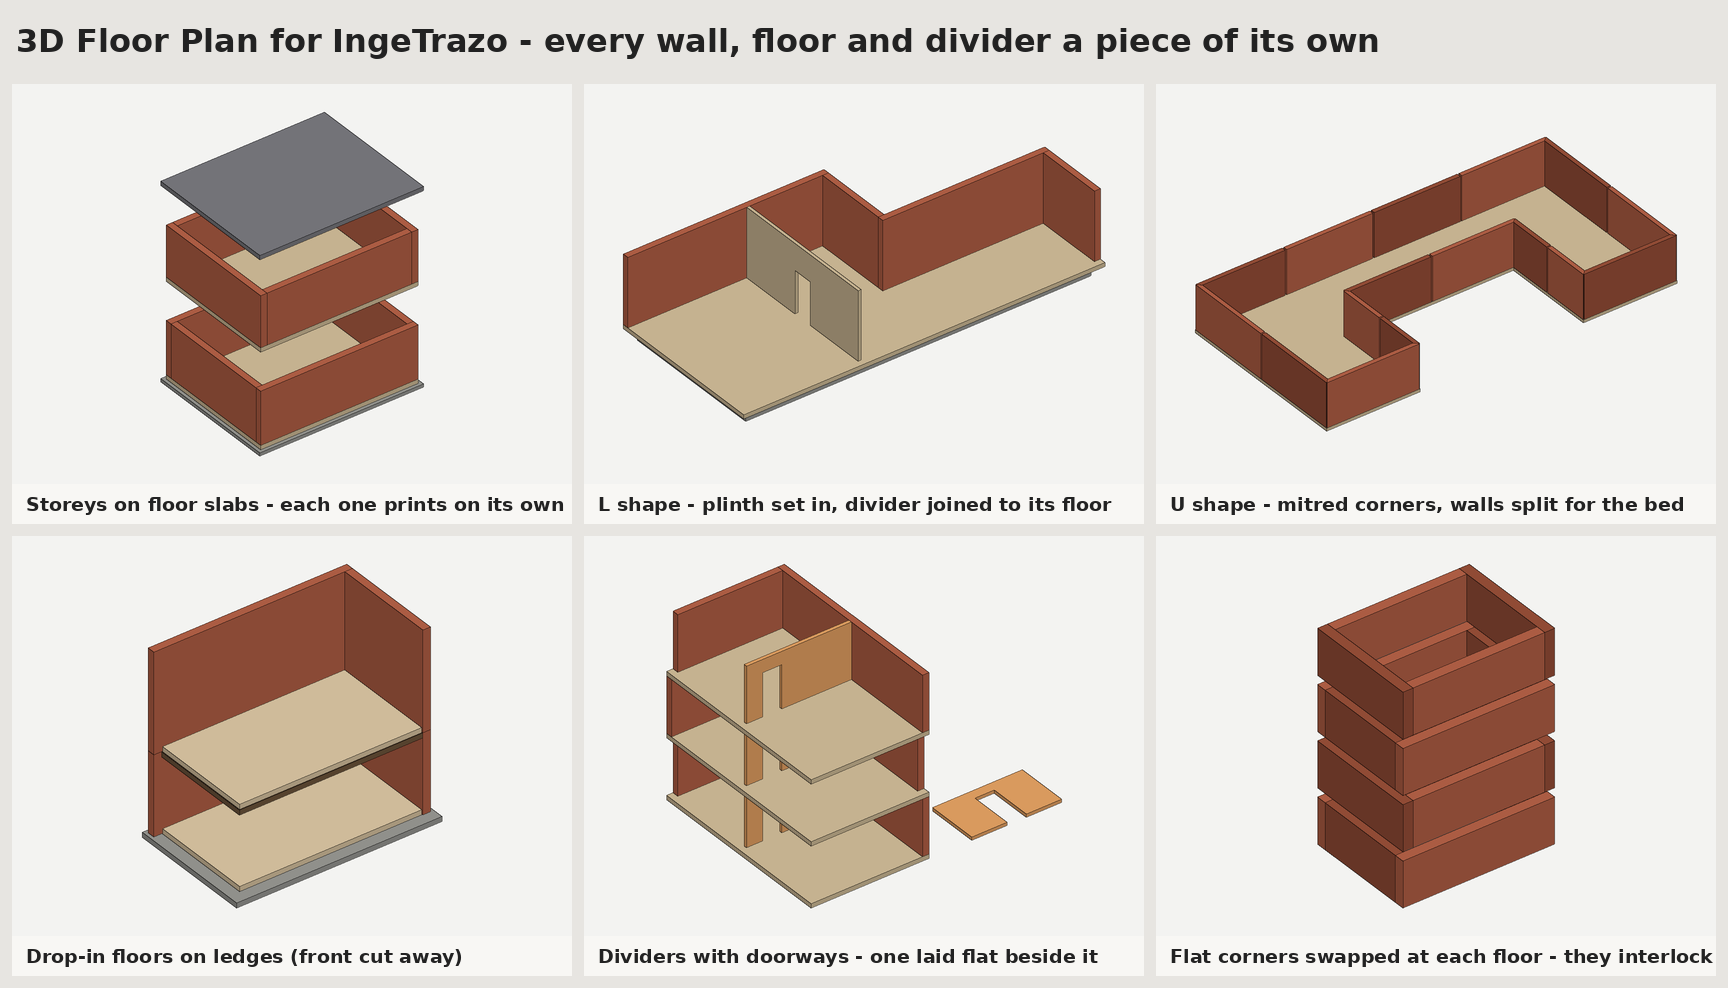 3D Floor Plan for IngeTrazo - every wall, floor and divider a piece of its own
Storeys on floor slabs - each one prints on its own
L shape - plinth set in, divider joined to its floor
U shape - mitred corners, walls split for the bed
Drop-in floors on ledges (front cut away)
Dividers with doorways - one laid flat beside it
Flat corners swapped at each floor - they interlock